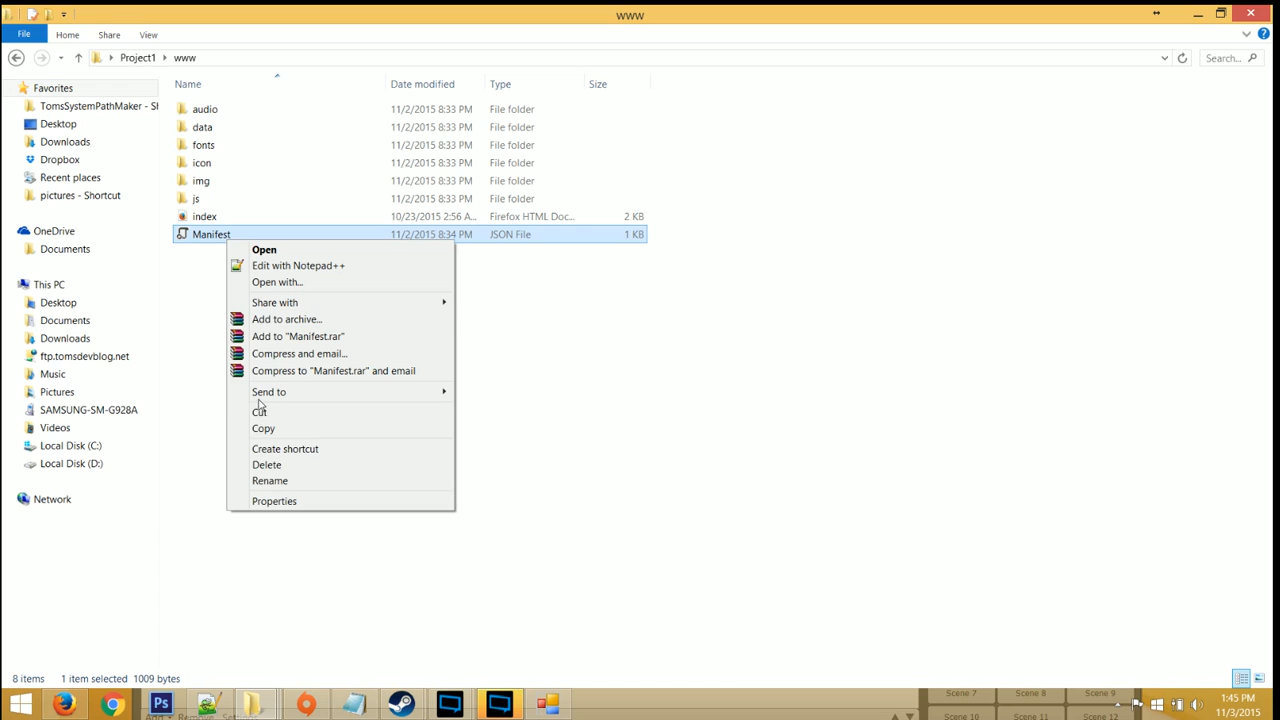 www
File Home Share View
Project1 www Search...
Name Date modified Type Size
Favorites
TomsSystemPathMaker - SI
Desktop
Downloads
Dropbox
Recent places
pictures - Shortcut
OneDrive
Documents
This PC
Desktop
Documents
Downloads
ftp.tomsdevblog.net
Music
Pictures
SAMSUNG-SM-G928A
Videos
Local Disk (C:)
Local Disk (D:)
Network
audio 11/2/2015 8:33 PM File folder
data 11/2/2015 8:33 PM File folder
fonts 11/2/2015 8:33 PM File folder
icon 11/2/2015 8:33 PM File folder
img 11/2/2015 8:33 PM File folder
js 11/2/2015 8:33 PM File folder
index 10/23/2015 2:56 A... Firefox HTML Doc... 2 KB
Manifest 11/2/2015 8:34 PM JSON File 1 KB
Open
Edit with Notepad++
Open with...
Share with
Add to archive...
Add to "Manifest.rar"
Compress and email...
Compress to "Manifest.rar" and email
Send to
Cut
Copy
Create shortcut
Delete
Rename
Properties
8 items 1 item selected 1009 bytes
Ps
Scene 7 Scene 8 Scene 9
Scene 10 Scene 11 Scene 12
Add Remove Settings
1:45 PM
11/3/2015